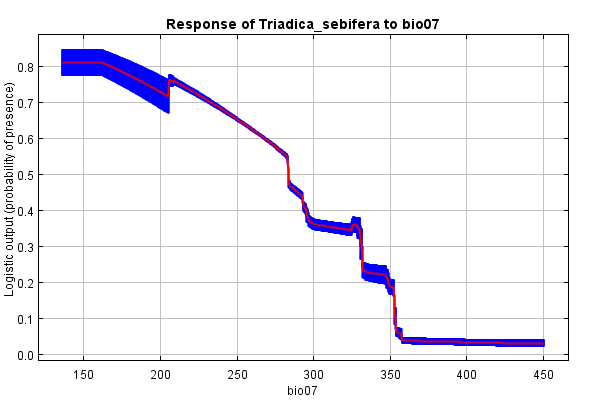 Response of Triadica_sebifera to bio07
Logistic output (probability of presence)
0.8
0.7
0.6
0.5
0.4
0.3
0.2
0.1
0.0
150 200 250 300 350 400 450
bio07